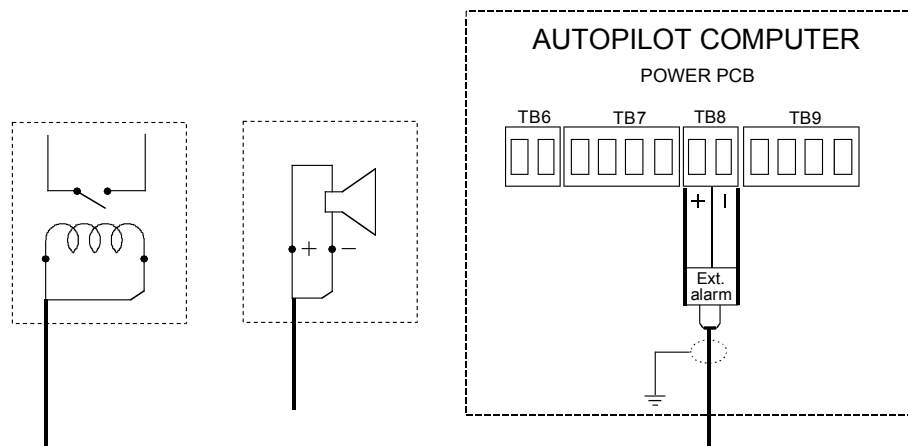 AUTOPILOT COMPUTER
POWER PCB
TB6 TB7 TB8 TB9
+ −
+ −
Ext.
alarm